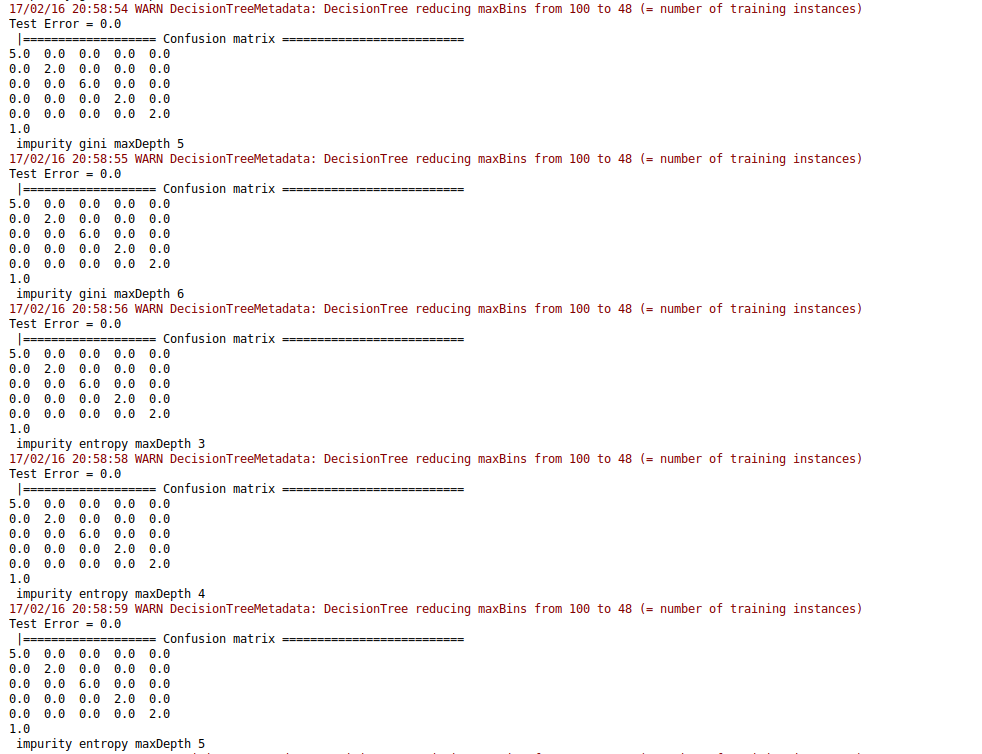 17/02/16 20:58:54 WARN DecisionTreeMetadata: DecisionTree reducing maxBins from 100 to 48 (= number of training instances)
Test Error = 0.0
|=================== Confusion matrix ==========================
5.0 0.0 0.0 0.0 0.0
0.0 2.0 0.0 0.0 0.0
0.0 0.0 6.0 0.0 0.0
0.0 0.0 0.0 2.0 0.0
0.0 0.0 0.0 0.0 2.0
1.0
impurity gini maxDepth 5
17/02/16 20:58:55 WARN DecisionTreeMetadata: DecisionTree reducing maxBins from 100 to 48 (= number of training instances)
Test Error = 0.0
|=================== Confusion matrix ==========================
5.0 0.0 0.0 0.0 0.0
0.0 2.0 0.0 0.0 0.0
0.0 0.0 6.0 0.0 0.0
0.0 0.0 0.0 2.0 0.0
0.0 0.0 0.0 0.0 2.0
1.0
impurity gini maxDepth 6
17/02/16 20:58:56 WARN DecisionTreeMetadata: DecisionTree reducing maxBins from 100 to 48 (= number of training instances)
Test Error = 0.0
|=================== Confusion matrix ==========================
5.0 0.0 0.0 0.0 0.0
0.0 2.0 0.0 0.0 0.0
0.0 0.0 6.0 0.0 0.0
0.0 0.0 0.0 2.0 0.0
0.0 0.0 0.0 0.0 2.0
1.0
impurity entropy maxDepth 3
17/02/16 20:58:58 WARN DecisionTreeMetadata: DecisionTree reducing maxBins from 100 to 48 (= number of training instances)
Test Error = 0.0
|=================== Confusion matrix ==========================
5.0 0.0 0.0 0.0 0.0
0.0 2.0 0.0 0.0 0.0
0.0 0.0 6.0 0.0 0.0
0.0 0.0 0.0 2.0 0.0
0.0 0.0 0.0 0.0 2.0
1.0
impurity entropy maxDepth 4
17/02/16 20:58:59 WARN DecisionTreeMetadata: DecisionTree reducing maxBins from 100 to 48 (= number of training instances)
Test Error = 0.0
|=================== Confusion matrix ==========================
5.0 0.0 0.0 0.0 0.0
0.0 2.0 0.0 0.0 0.0
0.0 0.0 6.0 0.0 0.0
0.0 0.0 0.0 2.0 0.0
0.0 0.0 0.0 0.0 2.0
1.0
impurity entropy maxDepth 5